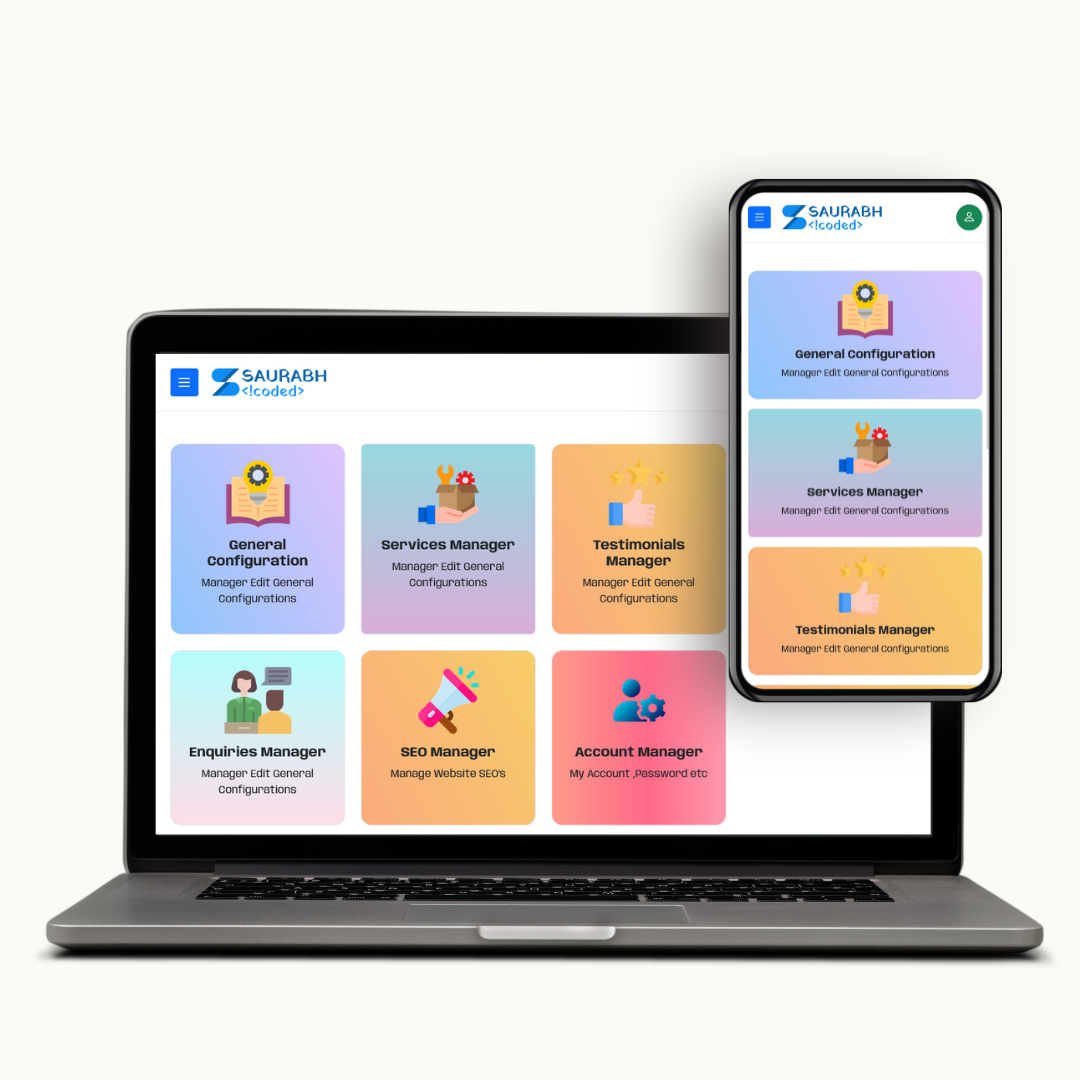 SAURABH
<!coded>
General
Configuration
Manager Edit General
Configurations
Services Manager
Manager Edit General
Configurations
Testimonials
Manager
Manager Edit General
Configurations
Enquiries Manager
Manager Edit General
Configurations
SEO Manager
Manage Website SEO's
Account Manager
My Account ,Password etc
SAURABH
<!coded>
General Configuration
Manager Edit General Configurations
Services Manager
Manager Edit General Configurations
Testimonials Manager
Manager Edit General Configurations